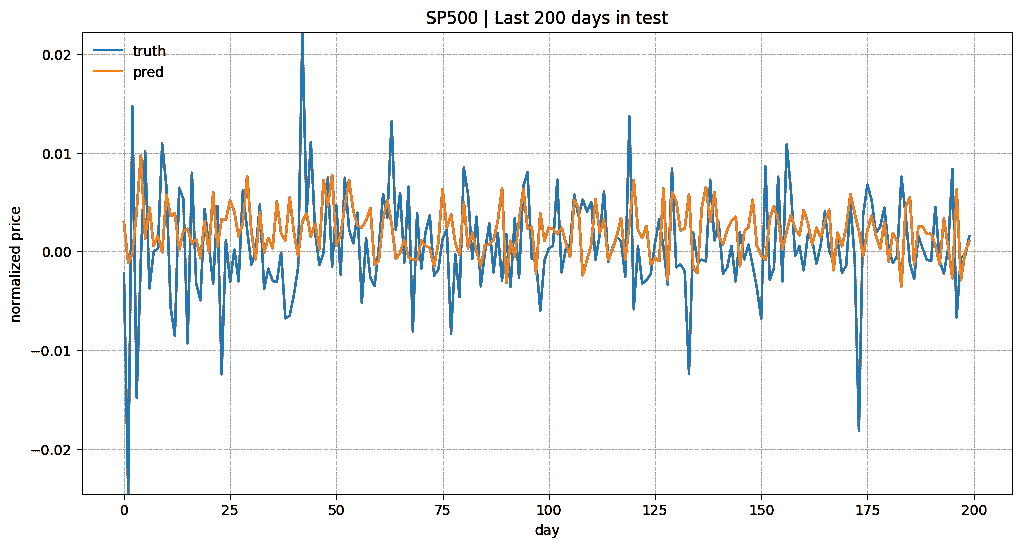 SP500 | Last 200 days in test
truth
pred
normalized price
0.02
0.01
0.00
−0.01
−0.02
0 25 50 75 100 125 150 175 200
day